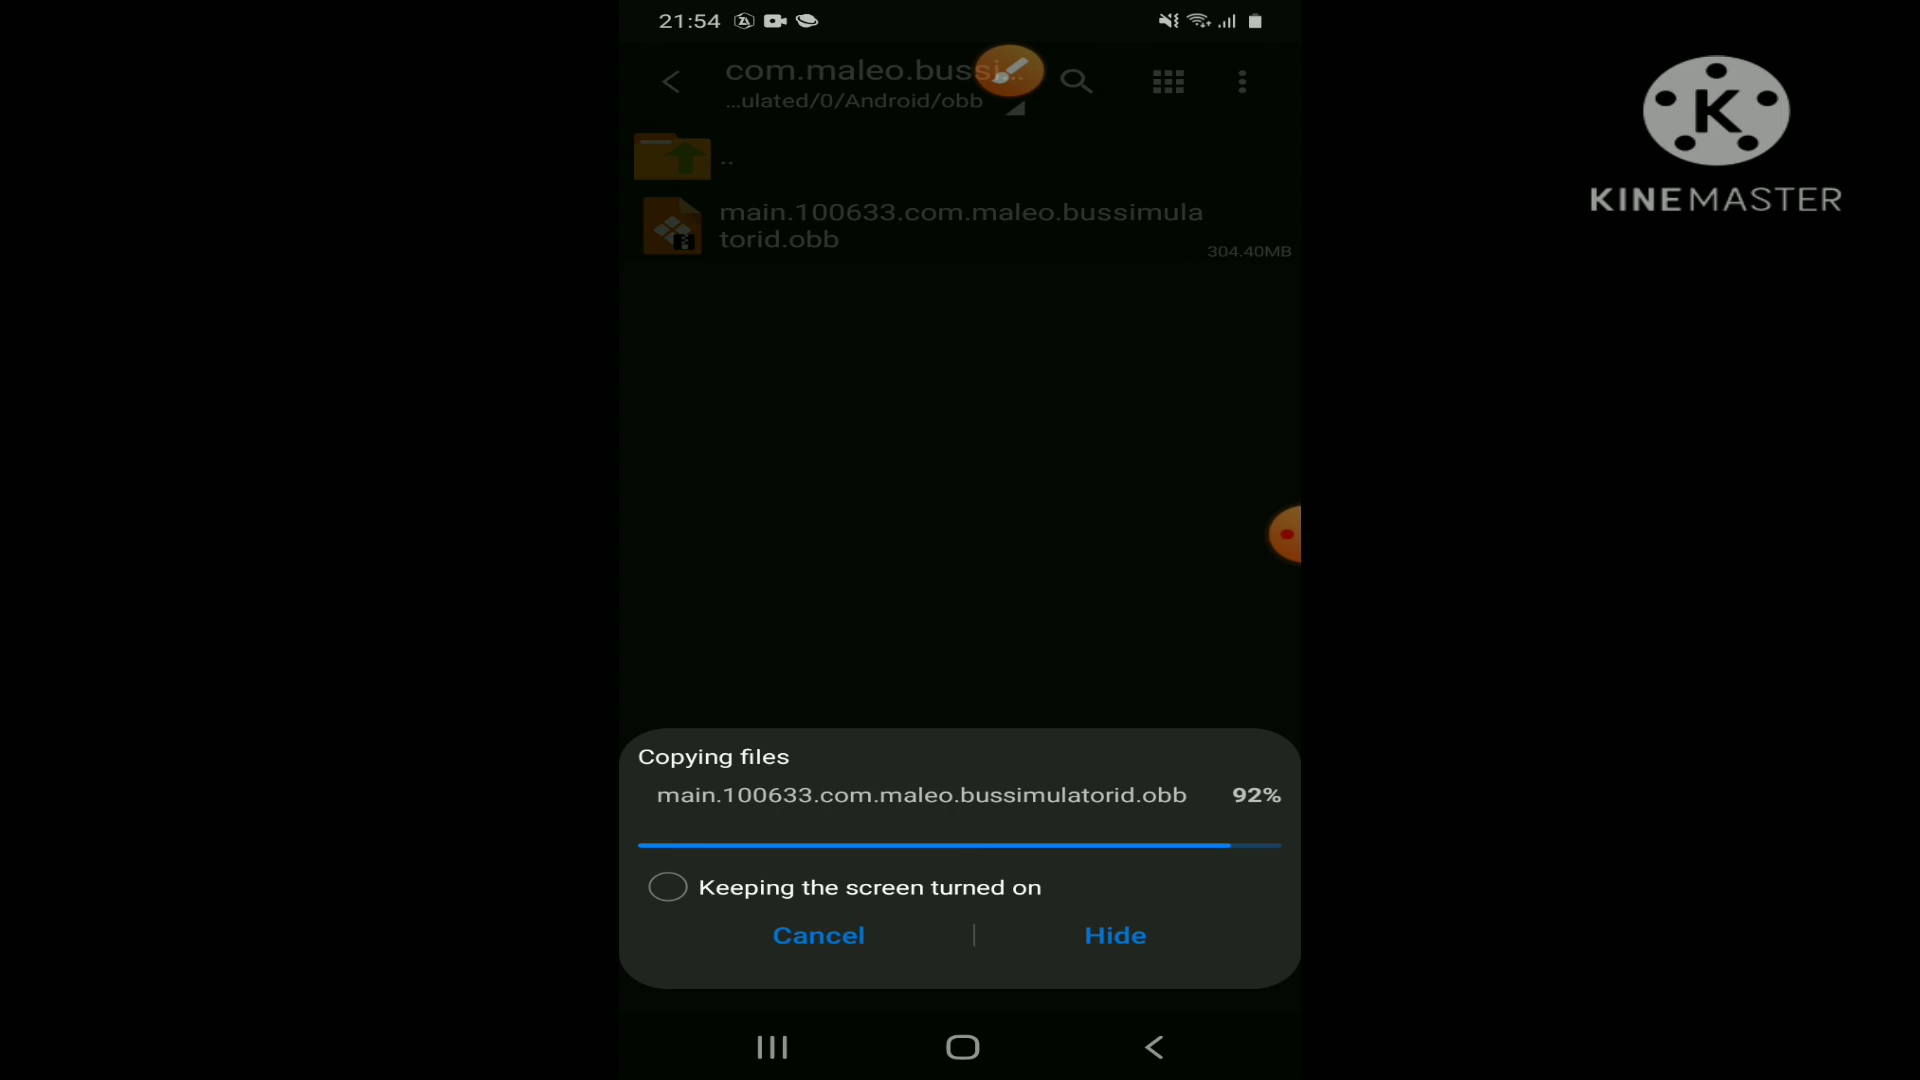 21:54
com.maleo.bussi...
...ulated/0/Android/obb
..
main.100633.com.maleo.bussimula
torid.obb
304.40MB
K
KINEMASTER
Copying files
main.100633.com.maleo.bussimulatorid.obb 92%
Keeping the screen turned on
Cancel | Hide